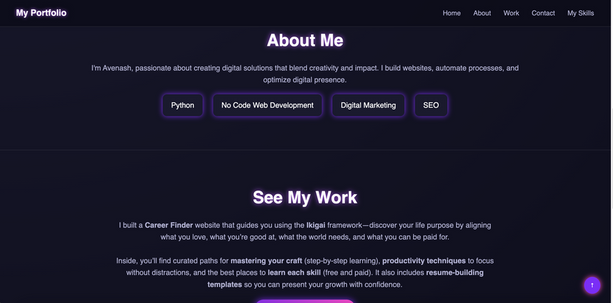 My Portfolio
Home About Work Contact My Skills
About Me
I'm Avenash, passionate about creating digital solutions that blend creativity and impact. I build websites, automate processes, and
optimize digital presence.
Python No Code Web Development Digital Marketing SEO
See My Work
I built a Career Finder website that guides you using the Ikigai framework—discover your life purpose by aligning
what you love, what you're good at, what the world needs, and what you can be paid for.
Inside, you'll find curated paths for mastering your craft (step-by-step learning), productivity techniques to focus
without distractions, and the best places to learn each skill (free and paid). It also includes resume-building
templates so you can present your growth with confidence.
↑